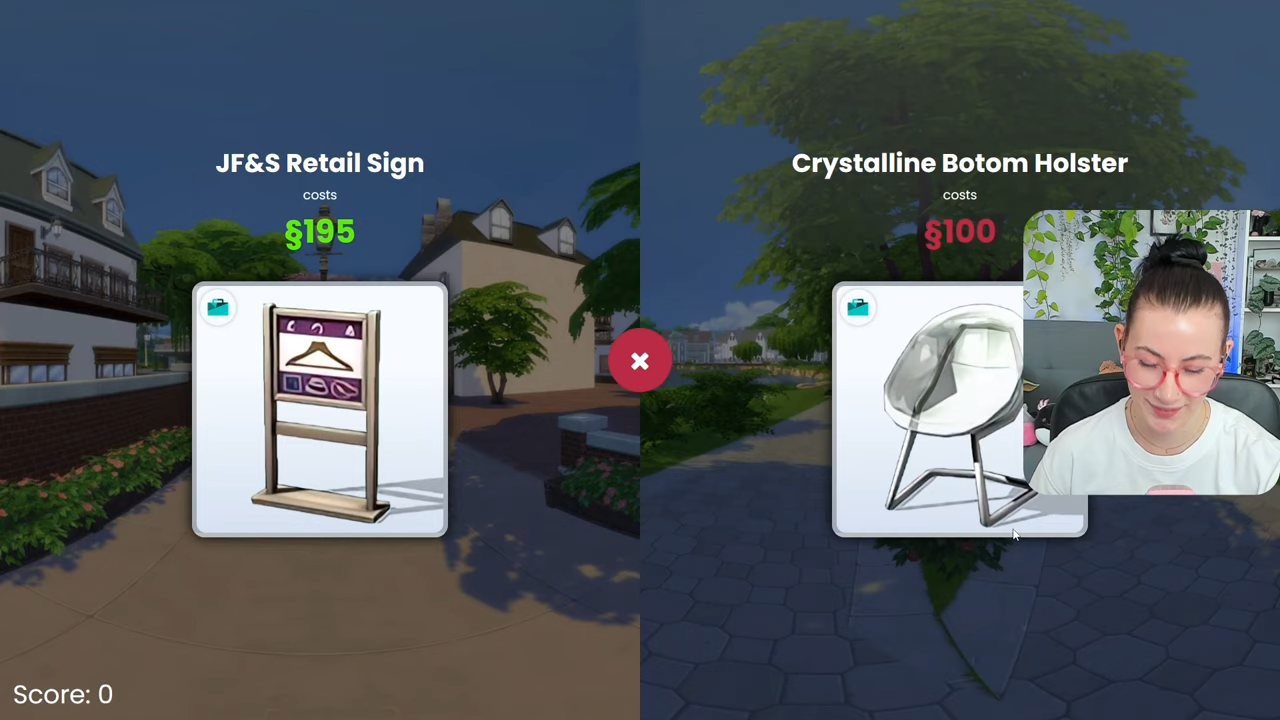 JF&S Retail Sign
costs
§195
Crystalline Botom Holster
costs
§100
Score: 0